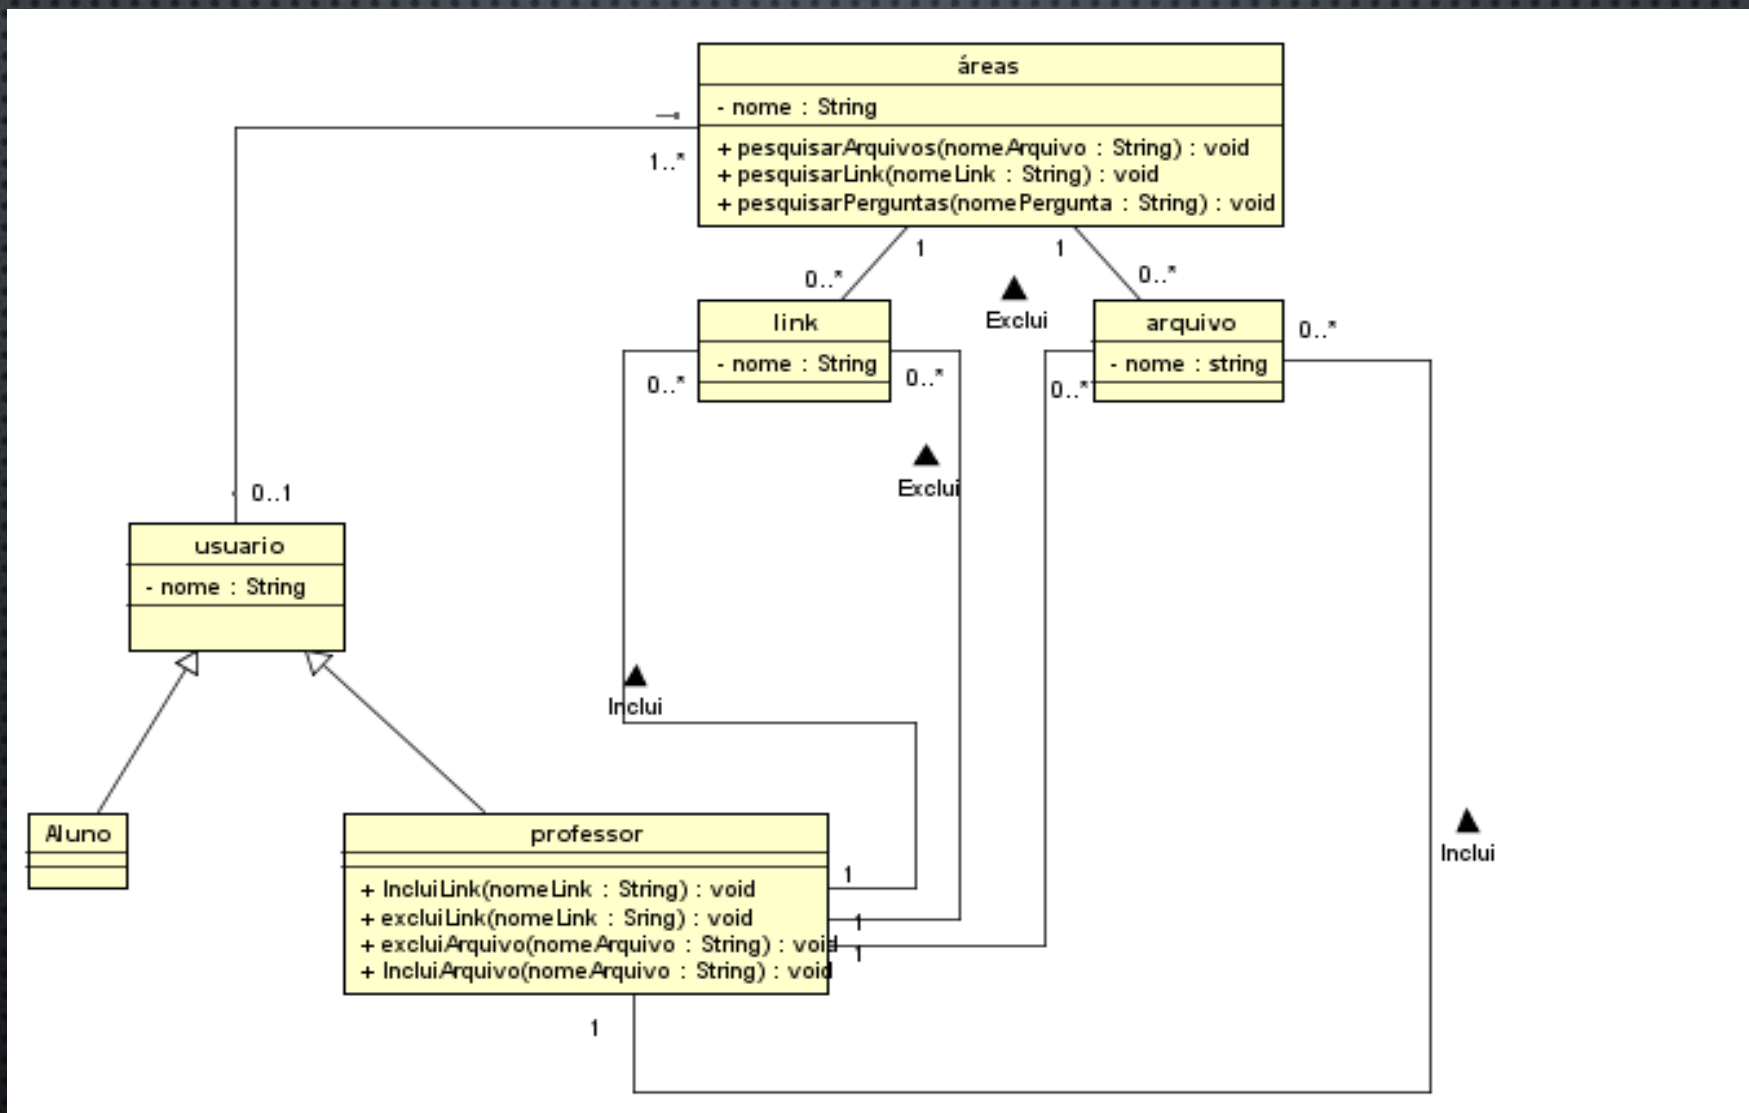 áreas
- nome : String
+ pesquisarArquivos(nomeArquivo : String) : void
+ pesquisarLink(nomeLink : String) : void
+ pesquisarPerguntas(nomePergunta : String) : void
1..*
1
1
0..*
0..*
Exclui
link
- nome : String
arquivo
- nome : string
0..*
0..*
0..*
0..*
Exclui
0..1
usuario
- nome : String
Inclui
Aluno
professor
+ IncluiLink(nomeLink : String) : void
+ excluiLink(nomeLink : Sring) : void
+ excluiArquivo(nomeArquivo : String) : void
+ IncluiArquivo(nomeArquivo : String) : void
1
1
1
Inclui
1